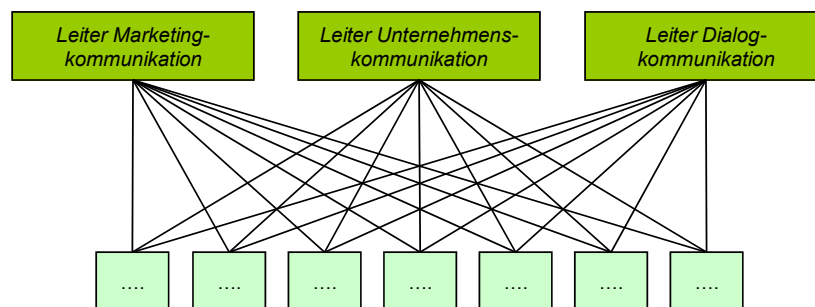 Leiter Marketing-
kommunikation
Leiter Unternehmens-
kommunikation
Leiter Dialog-
kommunikation
....
....
....
....
....
....
....